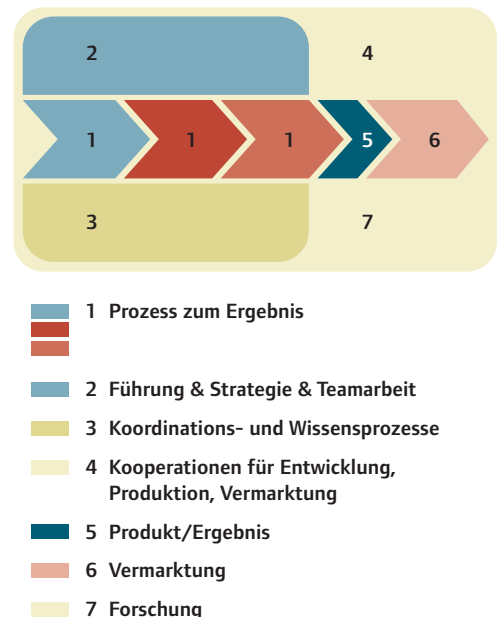 2 4
1 1 1 5 6
3 7
1 Prozess zum Ergebnis
2 Führung & Strategie & Teamarbeit
3 Koordinations- und Wissensprozesse
4 Kooperationen für Entwicklung,
Produktion, Vermarktung
5 Produkt/Ergebnis
6 Vermarktung
7 Forschung